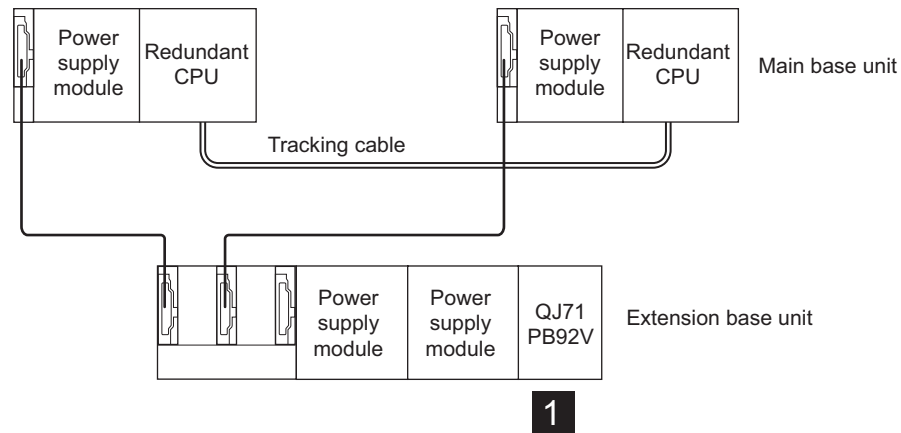 Power
supply
module
Redundant
CPU
Power
supply
module
Redundant
CPU
Main base unit
Tracking cable
Power
supply
module
Power
supply
module
QJ71
PB92V
Extension base unit
1